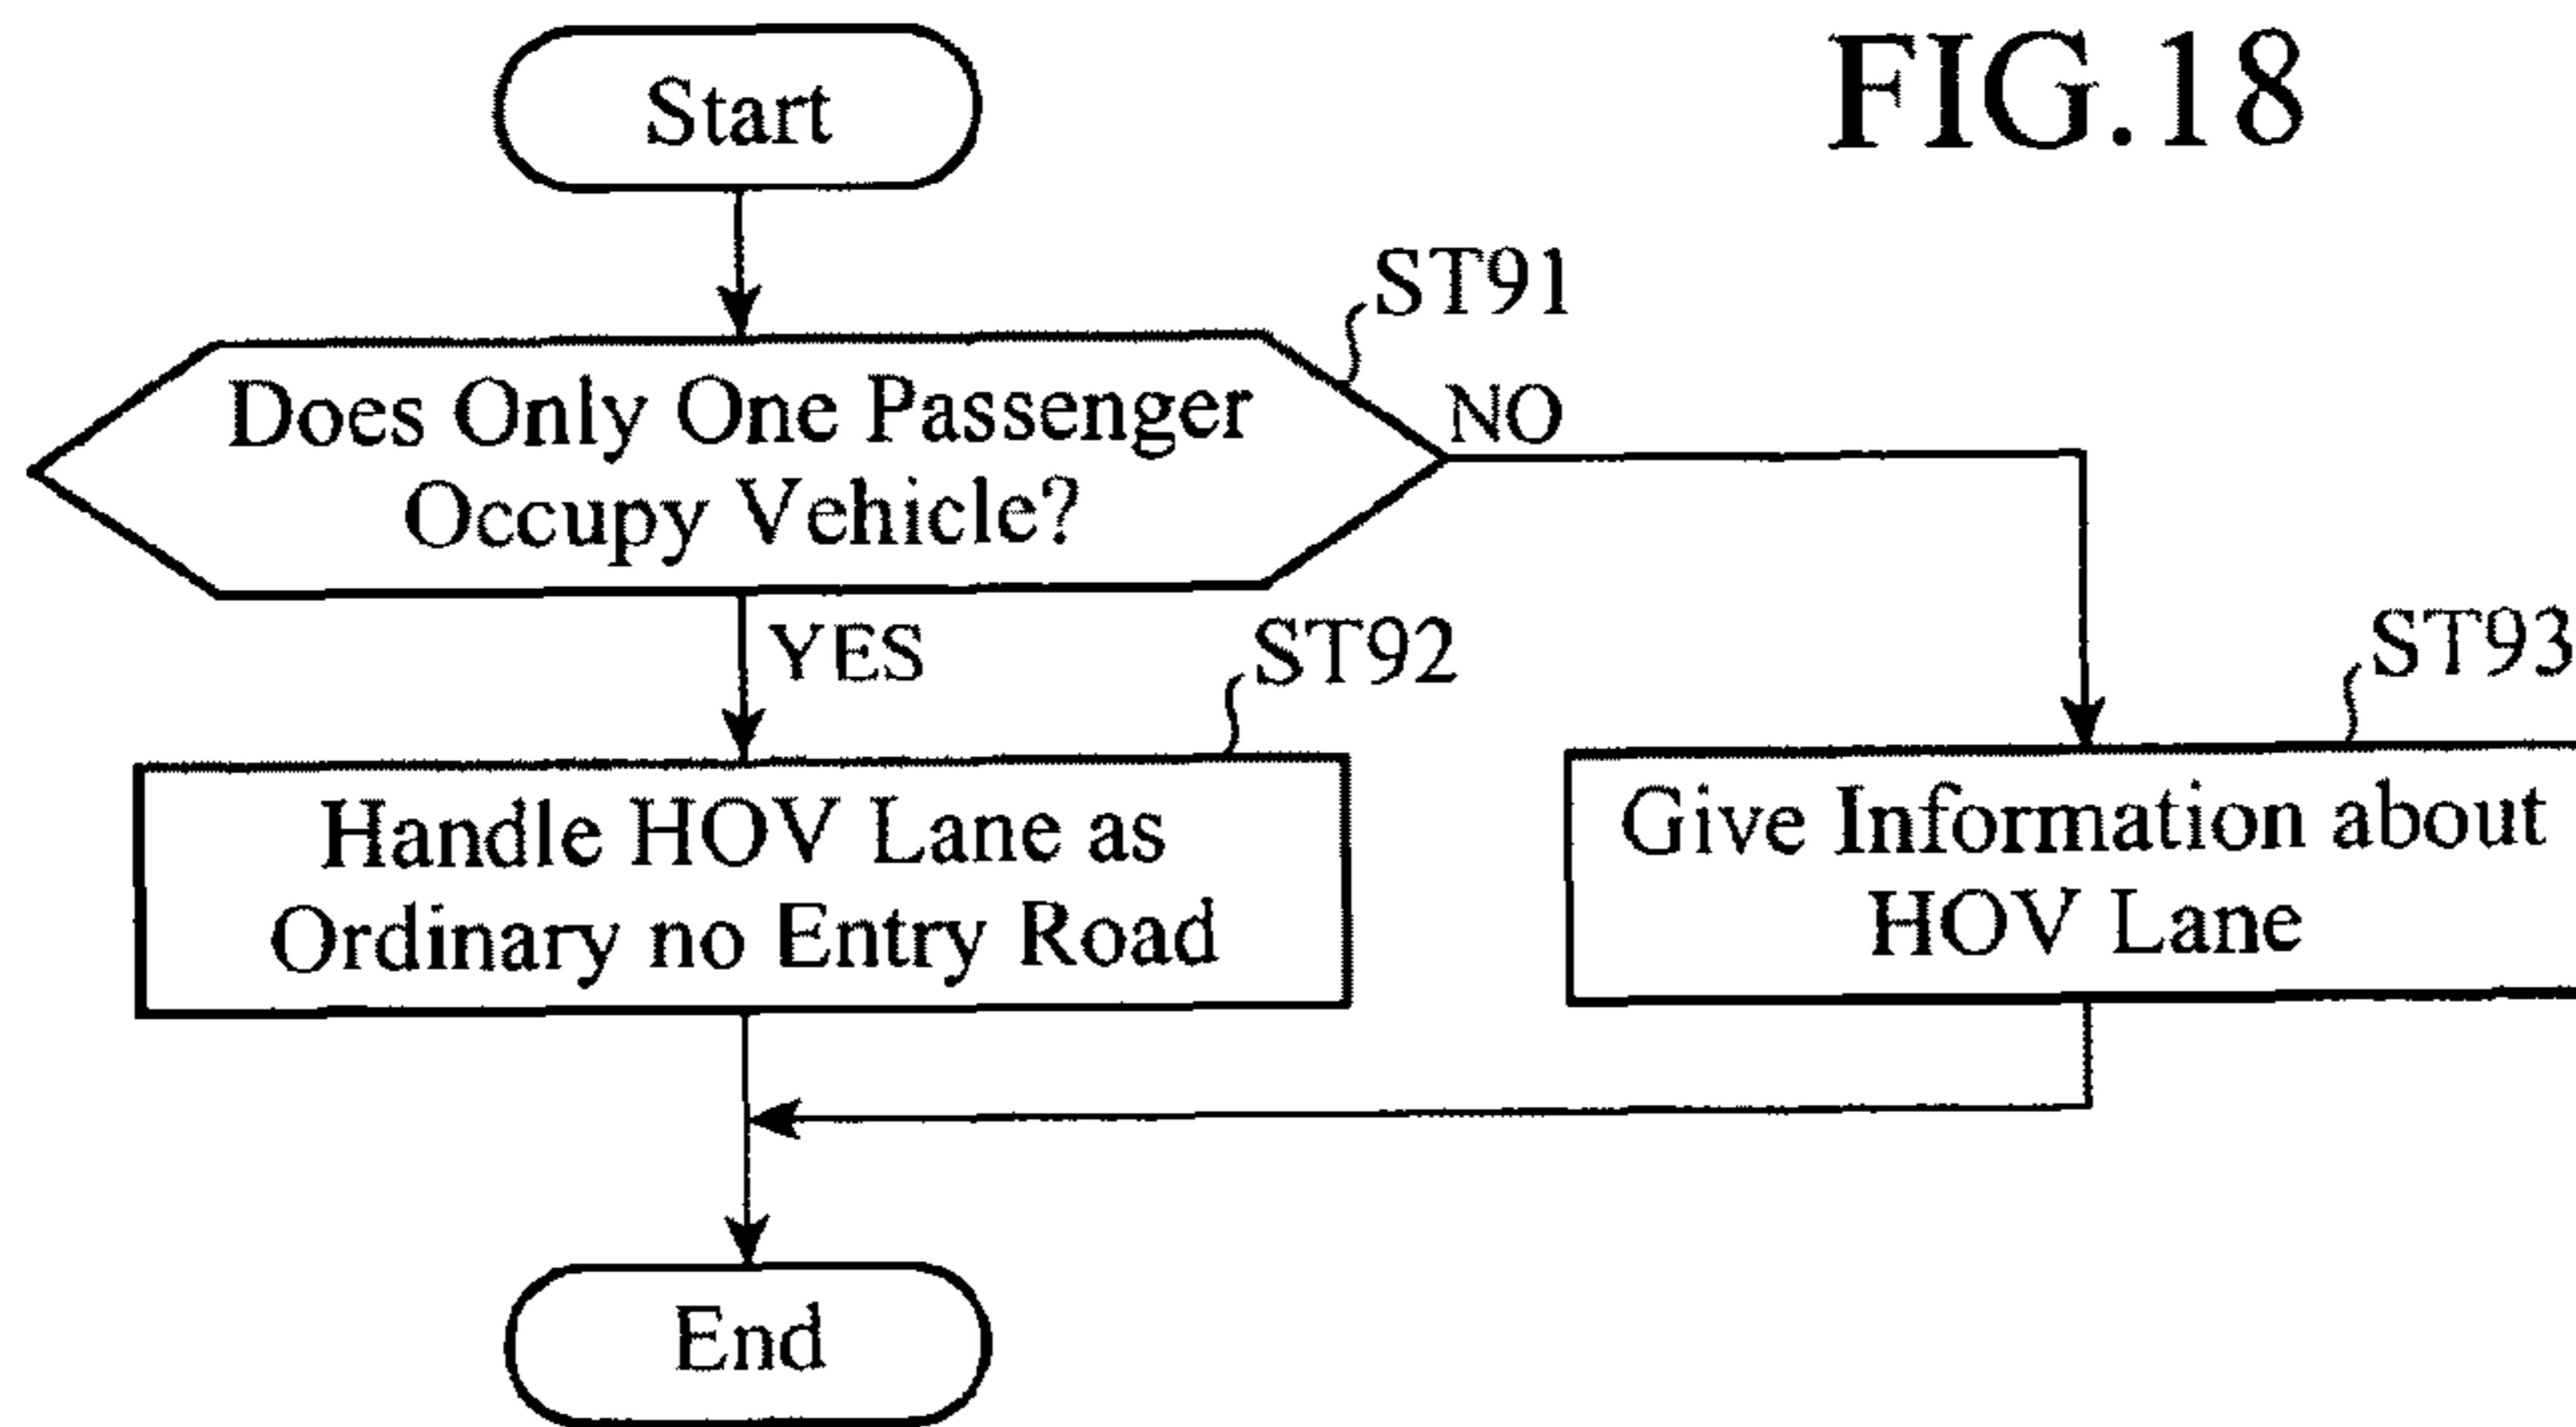 FIG.18
Start
ST91
Does Only One Passenger
Occupy Vehicle?
NO
YES
ST92
Handle HOV Lane as
Ordinary no Entry Road
ST93
Give Information about
HOV Lane
End